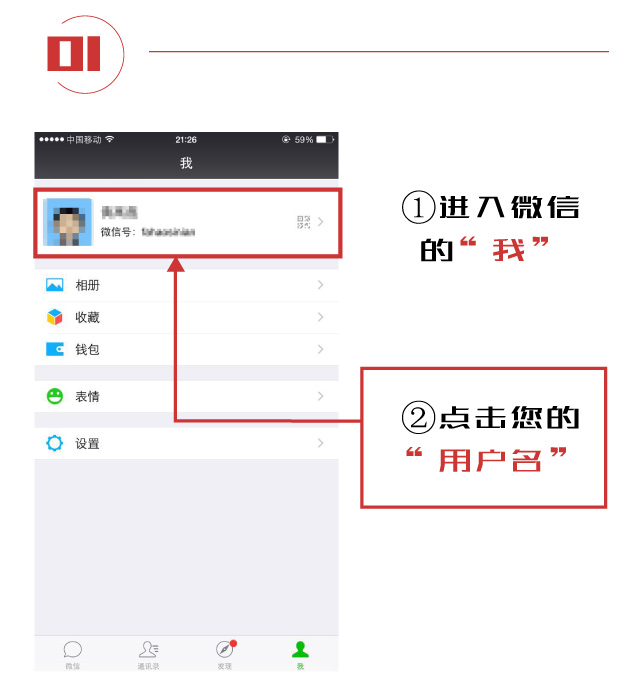 01
中国移动 21:26 59%
我
微信号：
相册
收藏
钱包
表情
设置
微信 通讯录 发现 我
①进入微信
的“我”
②点击您的
“用户名”